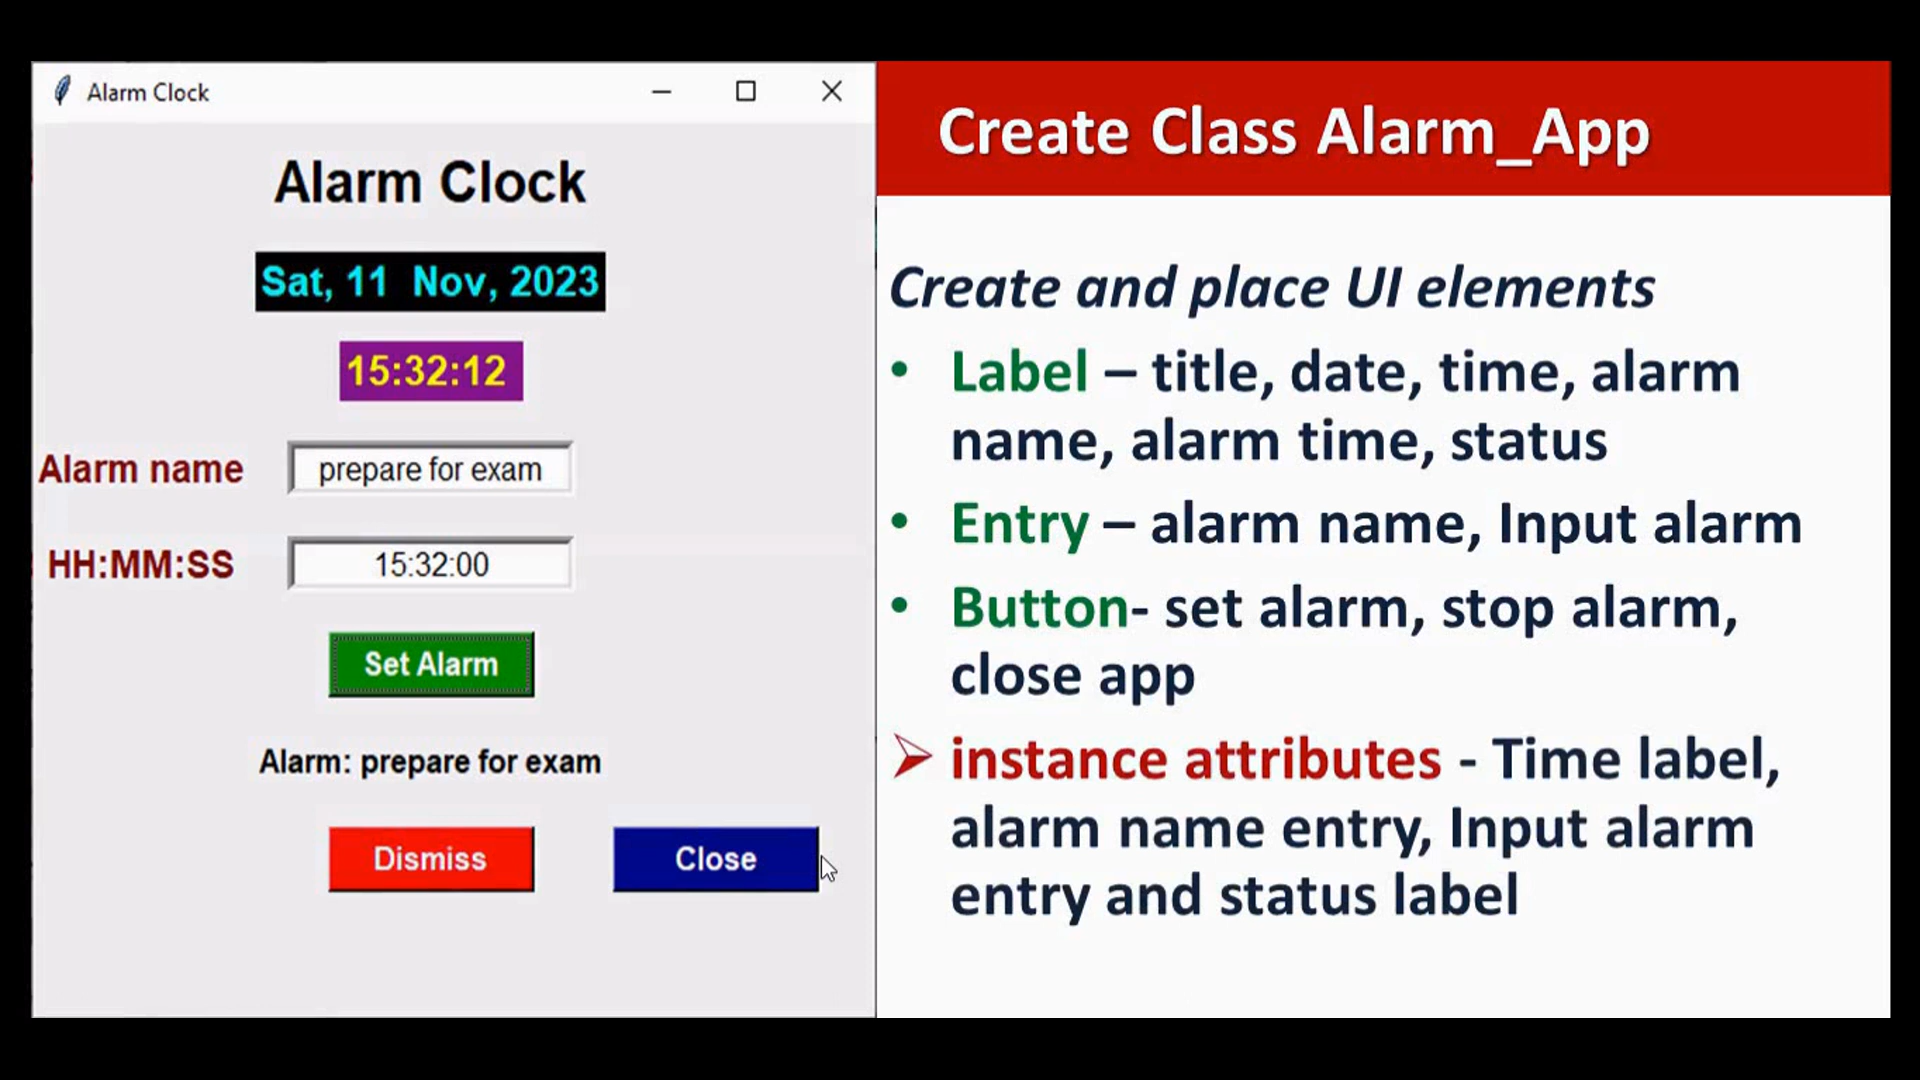 Alarm Clock
Alarm Clock
Sat, 11  Nov, 2023
15:32:12
Alarm name
prepare for exam
HH:MM:SS
15:32:00
Set Alarm
Alarm: prepare for exam
Dismiss
Close
Create Class Alarm_App
Create and place UI elements
• Label – title, date, time, alarm
name, alarm time, status
• Entry – alarm name, Input alarm
• Button- set alarm, stop alarm,
close app
➢ instance attributes - Time label,
alarm name entry, Input alarm
entry and status label